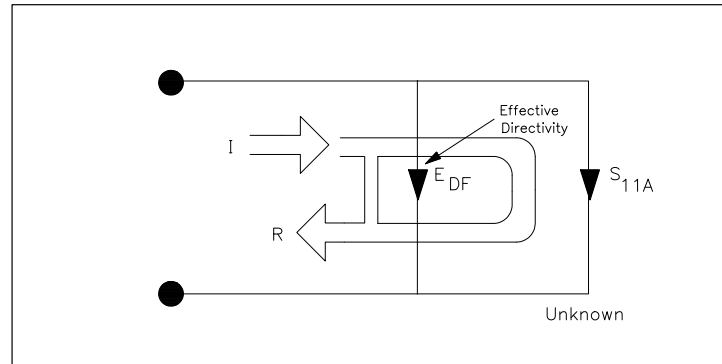 Effective
Directivity
I
E DF
S 11A
R
Unknown